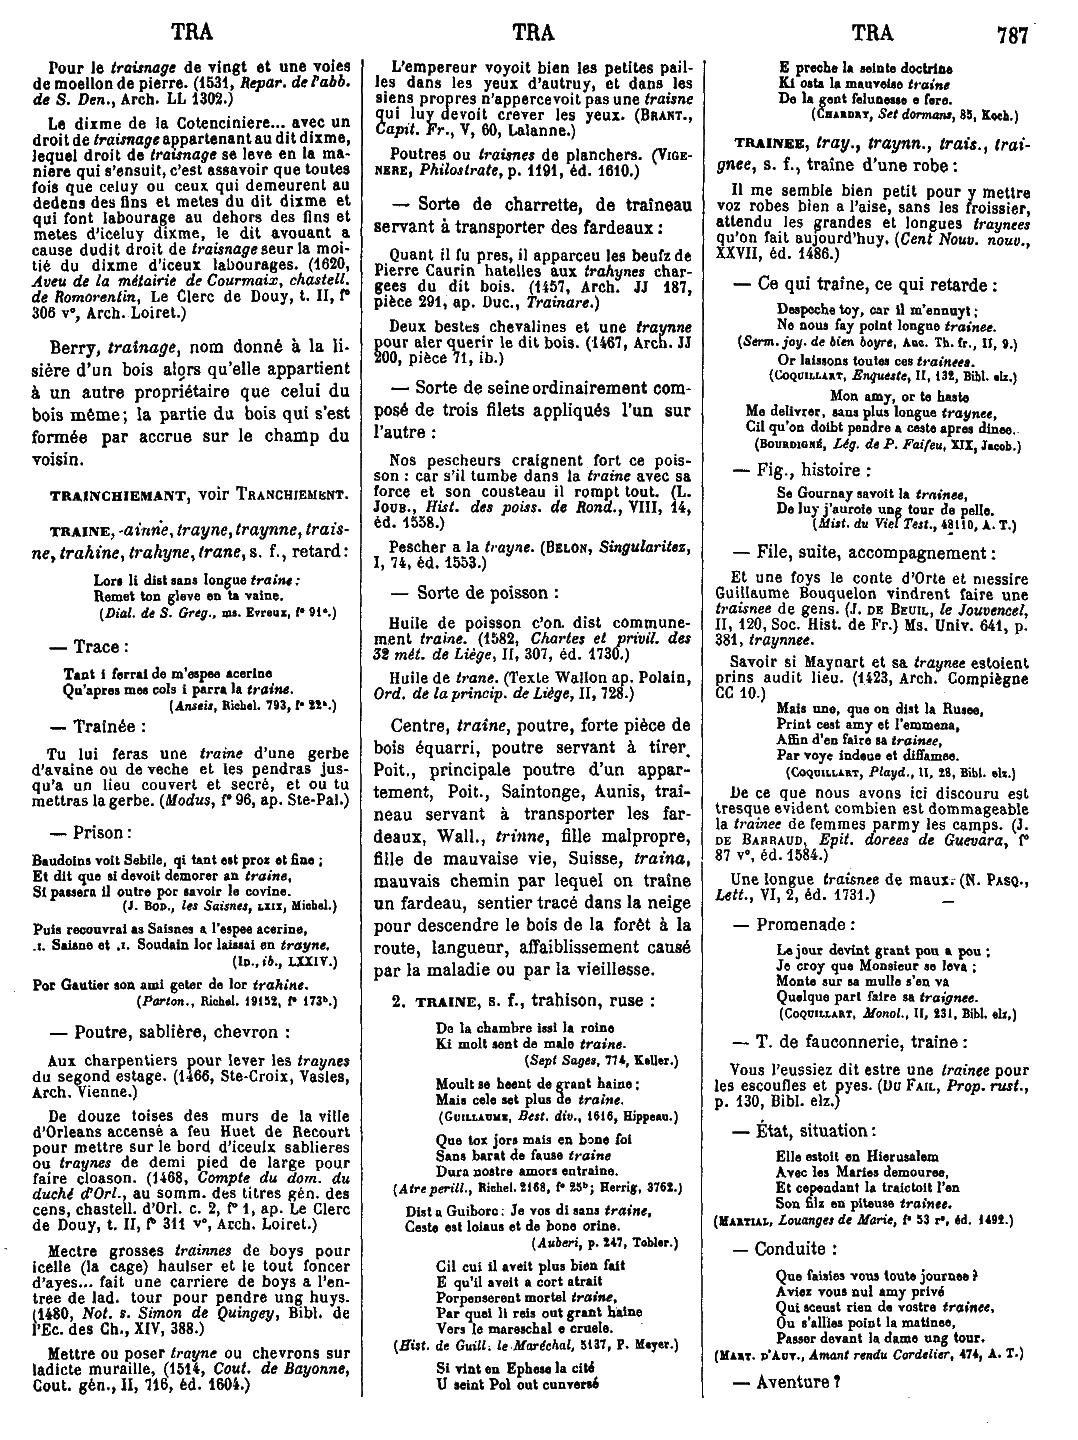 TRA
TRA
TRA
787
Pour le traisnage de vingt et une voies
de moellon de pierre. (1531, Repar. de l'abb.
de S. Den., Arch. LL 1302.)
Le dixme de la Cotenciniere... avec un
droit de traisnage appartenant au dit dixme,
lequel droit de traisnage se leve en la ma-
niere qui s'ensuit, c'est assavoir que toutes
fois que celuy ou ceux qui demeurent au
dedens des fins et metes du dit dixme et
qui font labourage au dehors des fins et
metes d'iceluy dixme, le dit avouant a
cause dudit droit de traisnage seur la moi-
tié du dixme d'iceux labourages. (1620,
Aveu de la métairie de Courmaix, chastell.
de Romorentin, Le Clerc de Douy, t. II, f°
306 v°, Arch. Loiret.)
Berry, traînage, nom donné à la li-
sière d'un bois alors qu'elle appartient
à un autre propriétaire que celui du
bois même; la partie du bois qui s'est
formée par accrue sur le champ du
voisin.
TRAINCHIEMANT, voir TRANCHIEMENT.
TRAINE, -ainne, trayne, traynne, trais-
ne, trahine, trahyne, trane, s. f., retard:
Lors li dist sans longue traine:
Remet ton gleve en ta vaine.
(Dial. de S. Greg., ms. Evreux, f° 91ᵉ.)
— Trace:
Tant i ferrai de m'espee acerine
Qu'apres mes cols i parra la traine.
(Anseis, Richel. 793, f° 22ᵇ.)
— Traînée:
Tu lui feras une traine d'une gerbe
d'avaine ou de veche et les pendras jus-
qu'a un lieu couvert et secré, et ou tu
mettras la gerbe. (Modus, f° 96, ap. Ste-Pal.)
— Prison:
Baudoins voit Sebile, qi tant est proz et fine;
Et dit que si devoit demorer an traine,
Si passera il outre por savoir le covine.
(J. BOD., les Saisnes, LXIX, Michel.)
Puis recouvrai as Saisnes a l'espee acerine,
.I. Saisne et .I. Soudain lor laissai en trayne.
(ID., ib., LXXIV.)
Por Gautier son ami geter de lor trahine.
(Parton., Richel. 19152, f° 173ᵇ.)
— Poutre, sablière, chevron:
Aux charpentiers pour lever les traynes
du segond estage. (1466, Ste-Croix, Vasles,
Arch. Vienne.)
De douze toises des murs de la ville
d'Orleans accensé a feu Huet de Recourt
pour mettre sur le bord d'iceulx sablieres
ou traynes de demi pied de large pour
faire cloason. (1468, Compte du dom. du
duché d'Orl., au somm. des titres gén. des
cens, chastell. d'Orl. c. 2, f° 1, ap. Le Clerc
de Douy, t. II, f° 311 v°, Arch. Loiret.)
Mectre grosses trainnes de boys pour
icelle (la cage) haulser et le tout foncer
d'ayes... fait une carriere de boys a l'en-
tree de lad. tour pour pendre ung huys.
(1480, Not. s. Simon de Quingey, Bibl. de
l'Ec. des Ch., XIV, 388.)
Mettre ou poser trayne ou chevrons sur
ladicte muraille, (1514, Cout. de Bayonne,
Cout. gén., II, 716, éd. 1604.)
L'empereur voyoit bien les petites pail-
les dans les yeux d'autruy, et dans les
siens propres n'appercevoit pas une traisne
qui luy devoit crever les yeux. (BRANT.,
Capit. Fr., V, 60, Lalanne.)
Poutres ou traisnes de planchers. (VIGE-
NERE, Philostrate, p. 1191, éd. 1610.)
— Sorte de charrette, de traîneau
servant à transporter des fardeaux:
Quant il fu pres, il apparceu les beufz de
Pierre Caurin hatelles aux trahynes char-
gees du dit bois. (1457, Arch. JJ 187,
pièce 291, ap. Duc., Trainare.)
Deux bestes chevalines et une traynne
pour aler querir le dit bois. (1467, Arch. JJ
200, pièce 71, ib.)
— Sorte de seine ordinairement com-
posé de trois filets appliqués l'un sur
l'autre:
Nos pescheurs craignent fort ce pois-
son: car s'il tumbe dans la traine avec sa
force et son cousteau il rompt tout. (L.
JOUB., Hist. des poiss. de Rond., VIII, 14,
éd. 1558.)
Pescher a la trayne. (BELON, Singularitez,
I, 74, éd. 1553.)
— Sorte de poisson:
Huile de poisson c'on dist commune-
ment traine. (1582, Chartes et privil. des
32 mét. de Liège, II, 307, éd. 1730.)
Huile de trane. (Texte Wallon ap. Polain,
Ord. de la princip. de Liège, II, 728.)
Centre, traîne, poutre, forte pièce de
bois équarri, poutre servant à tirer.
Poit., principale poutre d'un appar-
tement, Poit., Saintonge, Aunis, traî-
neau servant à transporter les far-
deaux, Wall., trinne, fille malpropre,
fille de mauvaise vie, Suisse, traina,
mauvais chemin par lequel on traîne
un fardeau, sentier tracé dans la neige
pour descendre le bois de la forêt à la
route, langueur, affaiblissement causé
par la maladie ou par la vieillesse.
2. TRAINE, s. f., trahison, ruse:
De la chambre issi la roine
Ki molt sent de male traine.
(Sept Sages, 774, Keller.)
Moult se heent de grant haine;
Mais cele set plus de traine.
(GUILLAUME, Best. div., 1616, Hippeau.)
Que tox jors mais en bone foi
Sans barat de fause traine
Dura nostre amors entraine.
(Atre perill., Richel. 2168, f° 25ᵇ; Herrig, 3762.)
Dist a Guiborc: Je vos di sans traine,
Ceste est loiaus et de bone orine.
(Auberi, p. 247, Tobler.)
Cil cui il aveit plus bien fait
E qu'il aveit a cort atrait
Porpenserent mortel traine,
Par quei li reis out grant haine
Vers le mareschal e cruele.
(Hist. de Guill. le Maréchal, 5137, P. Meyer.)
Si vint en Ephese la cité
U seint Pol out cunversé
E preche la seinte doctrine
Ki osta la mauveise traine
De la gent felunesse e fere.
(CHARDRY, Set dormans, 85, Koch.)
TRAINEE, tray., traynn., trais., trai-
gnee, s. f., traîne d'une robe:
Il me semble bien petit pour y mettre
voz robes bien a l'aise, sans les froissier,
attendu les grandes et longues traynees
qu'on fait aujourd'huy. (Cent Nouv. nouv.,
XXVII, éd. 1486.)
— Ce qui traîne, ce qui retarde:
Despeche toy, car il m'ennuyt;
Ne nous fay point longue trainee.
(Serm. joy. de bien boyre, Anc. Th. fr., II, 9.)
Or laissons toutes ces trainees.
(COQUILLART, Enqueste, II, 132, Bibl. elz.)
Mon amy, or te haste
Me delivrer, sans plus longue traynee,
Cil qu'on doibt pendre a ceste apres dinee.
(BOURDIGNÉ, Lég. de P. Faifeu, XIX, Jacob.)
— Fig., histoire:
Se Gournay savoit la trainee,
De luy j'aurois ung tour de pelle.
(Mist. du Viel Test., 48110, A. T.)
— File, suite, accompagnement:
Et une foys le conte d'Orte et messire
Guillaume Bouquelon vindrent faire une
traisnee de gens. (J. DE BEUIL, le Jouvencel,
II, 120, Soc. Hist. de Fr.) Ms. Univ. 641, p.
381, traynnee.
Savoir si Maynart et sa traynee estoient
prins audit lieu. (1423, Arch. Compiègne
CC 10.)
Mais une, que on dist la Rusee,
Print cest amy et l'emmena,
Affin d'en faire sa trainee,
Par voye indeue et diffamee.
(COQUILLART, Playd., II, 28, Bibl. elz.)
De ce que nous avons ici discouru est
tresque evident combien est dommageable
la trainee de femmes parmy les camps. (J.
DE BARRAUD, Epit. dorees de Guevara, f°
87 v°, éd. 1584.)
Une longue traisnee de maux. (N. PASQ.,
Lett., VI, 2, éd. 1731.)
— Promenade:
Le jour devint grant pou a pou;
Je croy que Monsieur se leva;
Monte sur sa mulle s'en va
Quelque part faire sa traignee.
(COQUILLART, Monol., II, 231, Bibl. elz.)
— T. de fauconnerie, traîne:
Vous l'eussiez dit estre une trainee pour
les escoufles et pyes. (DU FAIL, Prop. rust.,
p. 130, Bibl. elz.)
— État, situation:
Elle estoit en Hierusalem
Avec les Maries demouree,
Et cependant la traictoit l'en
Son filz en piteuse trainee.
(MARTIAL, Louanges de Marie, f° 53 r°, éd. 1492.)
— Conduite:
Que faisies vous toute journee?
Aviez vous nul amy privé
Qui sceust rien de vostre trainee,
Ou s'allies point la matinee,
Passer devant la dame ung tour.
(MART. D'AUV., Amant rendu Cordelier, 474, A. T.)
— Aventure?